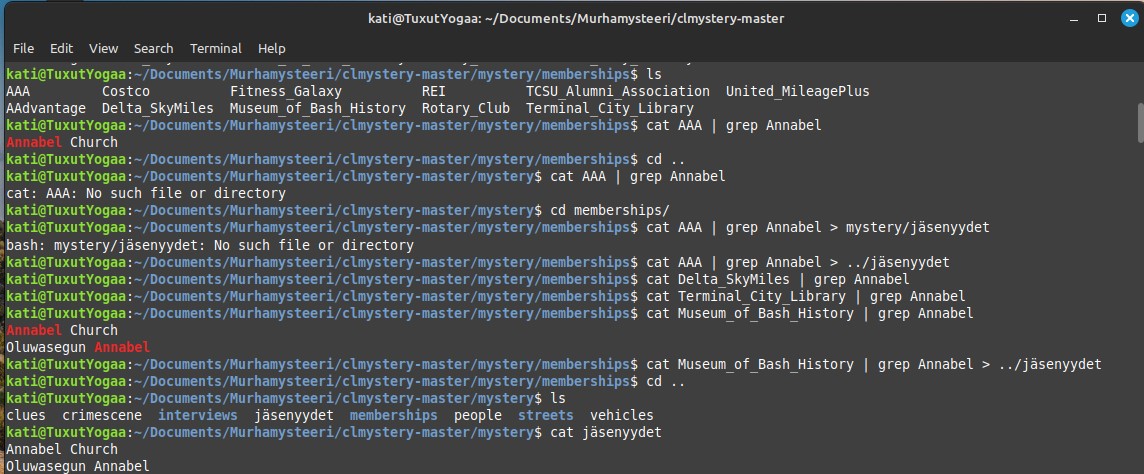 kati@TuxutYogaa: ~/Documents/Murhamysteeri/clmystery-master
File Edit View Search Terminal Help
kati@TuxutYogaa:~/Documents/Murhamysteeri/clmystery-master/mystery/memberships$ ls
AAA Costco Fitness_Galaxy REI TCSU_Alumni_Association United_MileagePlus
AAdvantage Delta_SkyMiles Museum_of_Bash_History Rotary_Club Terminal_City_Library
kati@TuxutYogaa:~/Documents/Murhamysteeri/clmystery-master/mystery/memberships$ cat AAA | grep Annabel
Annabel Church
kati@TuxutYogaa:~/Documents/Murhamysteeri/clmystery-master/mystery/memberships$ cd ..
kati@TuxutYogaa:~/Documents/Murhamysteeri/clmystery-master/mystery$ cat AAA | grep Annabel
cat: AAA: No such file or directory
kati@TuxutYogaa:~/Documents/Murhamysteeri/clmystery-master/mystery$ cd memberships/
kati@TuxutYogaa:~/Documents/Murhamysteeri/clmystery-master/mystery/memberships$ cat AAA | grep Annabel > mystery/jäsenyydet
bash: mystery/jäsenyydet: No such file or directory
kati@TuxutYogaa:~/Documents/Murhamysteeri/clmystery-master/mystery/memberships$ cat AAA | grep Annabel > ../jäsenyydet
kati@TuxutYogaa:~/Documents/Murhamysteeri/clmystery-master/mystery/memberships$ cat Delta_SkyMiles | grep Annabel
kati@TuxutYogaa:~/Documents/Murhamysteeri/clmystery-master/mystery/memberships$ cat Terminal_City_Library | grep Annabel
kati@TuxutYogaa:~/Documents/Murhamysteeri/clmystery-master/mystery/memberships$ cat Museum_of_Bash_History | grep Annabel
Annabel Church
Oluwasegun Annabel
kati@TuxutYogaa:~/Documents/Murhamysteeri/clmystery-master/mystery/memberships$ cat Museum_of_Bash_History | grep Annabel > ../jäsenyydet
kati@TuxutYogaa:~/Documents/Murhamysteeri/clmystery-master/mystery/memberships$ cd ..
kati@TuxutYogaa:~/Documents/Murhamysteeri/clmystery-master/mystery$ ls
clues crimescene interviews jäsenyydet memberships people streets vehicles
kati@TuxutYogaa:~/Documents/Murhamysteeri/clmystery-master/mystery$ cat jäsenyydet
Annabel Church
Oluwasegun Annabel